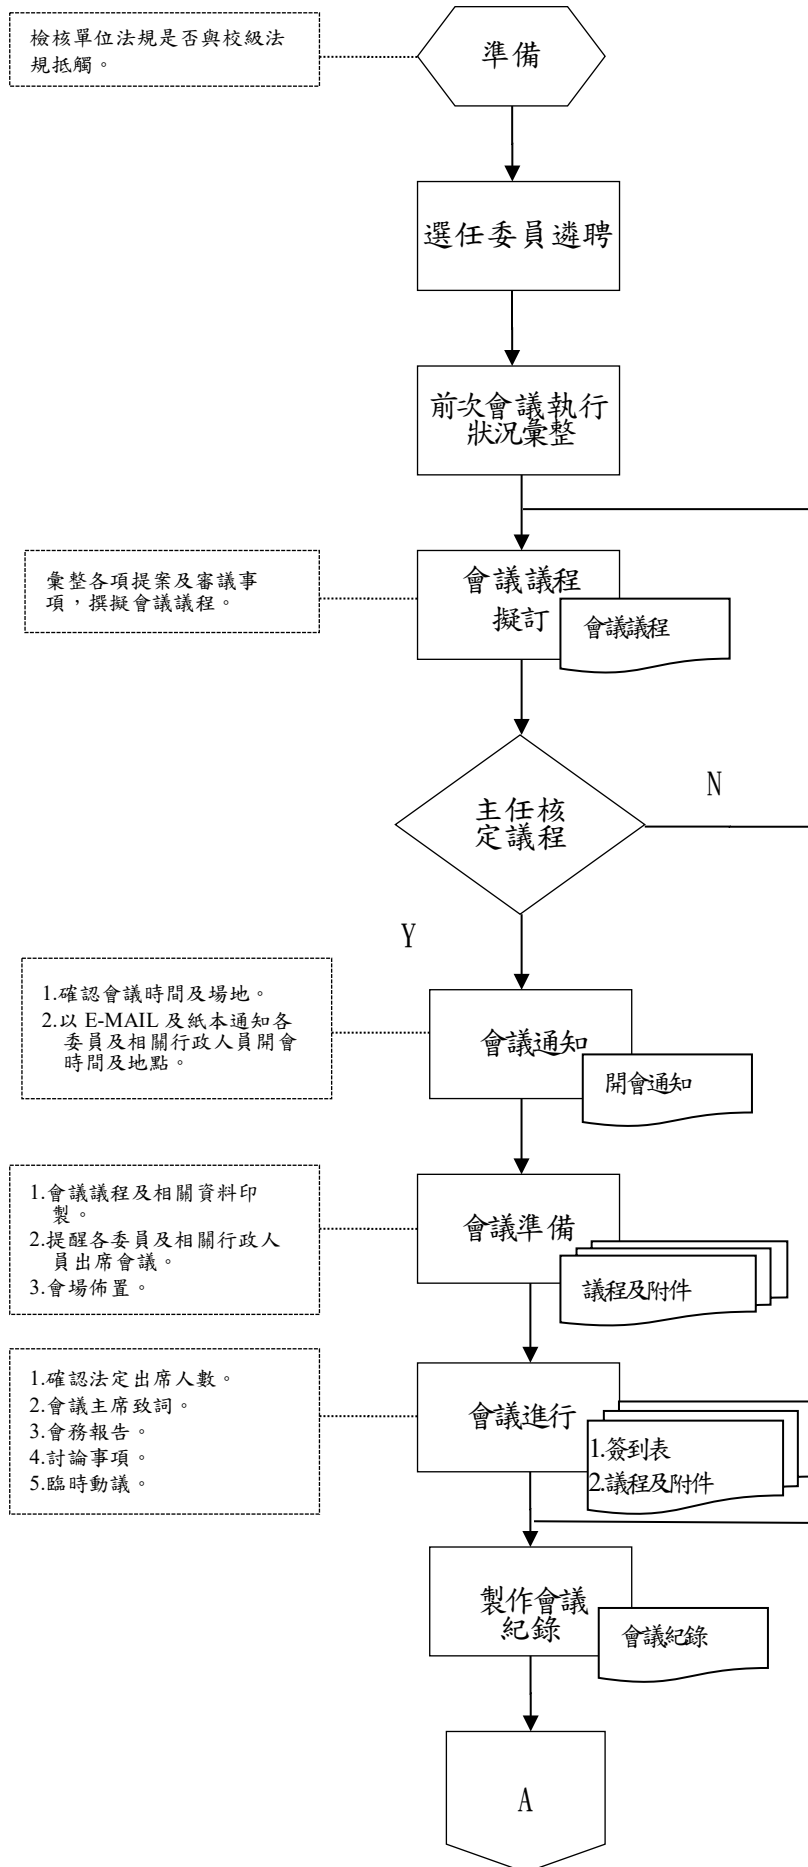 檢核單位法規是否與校級法
規抵觸。
準備
選任委員遴聘
前次會議執行
狀況彙整
彙整各項提案及審議事
項，撰擬會議議程。
會議議程
擬訂
會議議程
主任核
定議程
N
Y
1.確認會議時間及場地。
2.以 E-MAIL 及紙本通知各
委員及相關行政人員開會
時間及地點。
會議通知
開會通知
1.會議議程及相關資料印
製。
2.提醒各委員及相關行政人
員出席會議。
3.會場佈置。
會議準備
議程及附件
1.確認法定出席人數。
2.會議主席致詞。
3.會務報告。
4.討論事項。
5.臨時動議。
會議進行
1.簽到表
2.議程及附件
製作會議
紀錄
會議紀錄
A